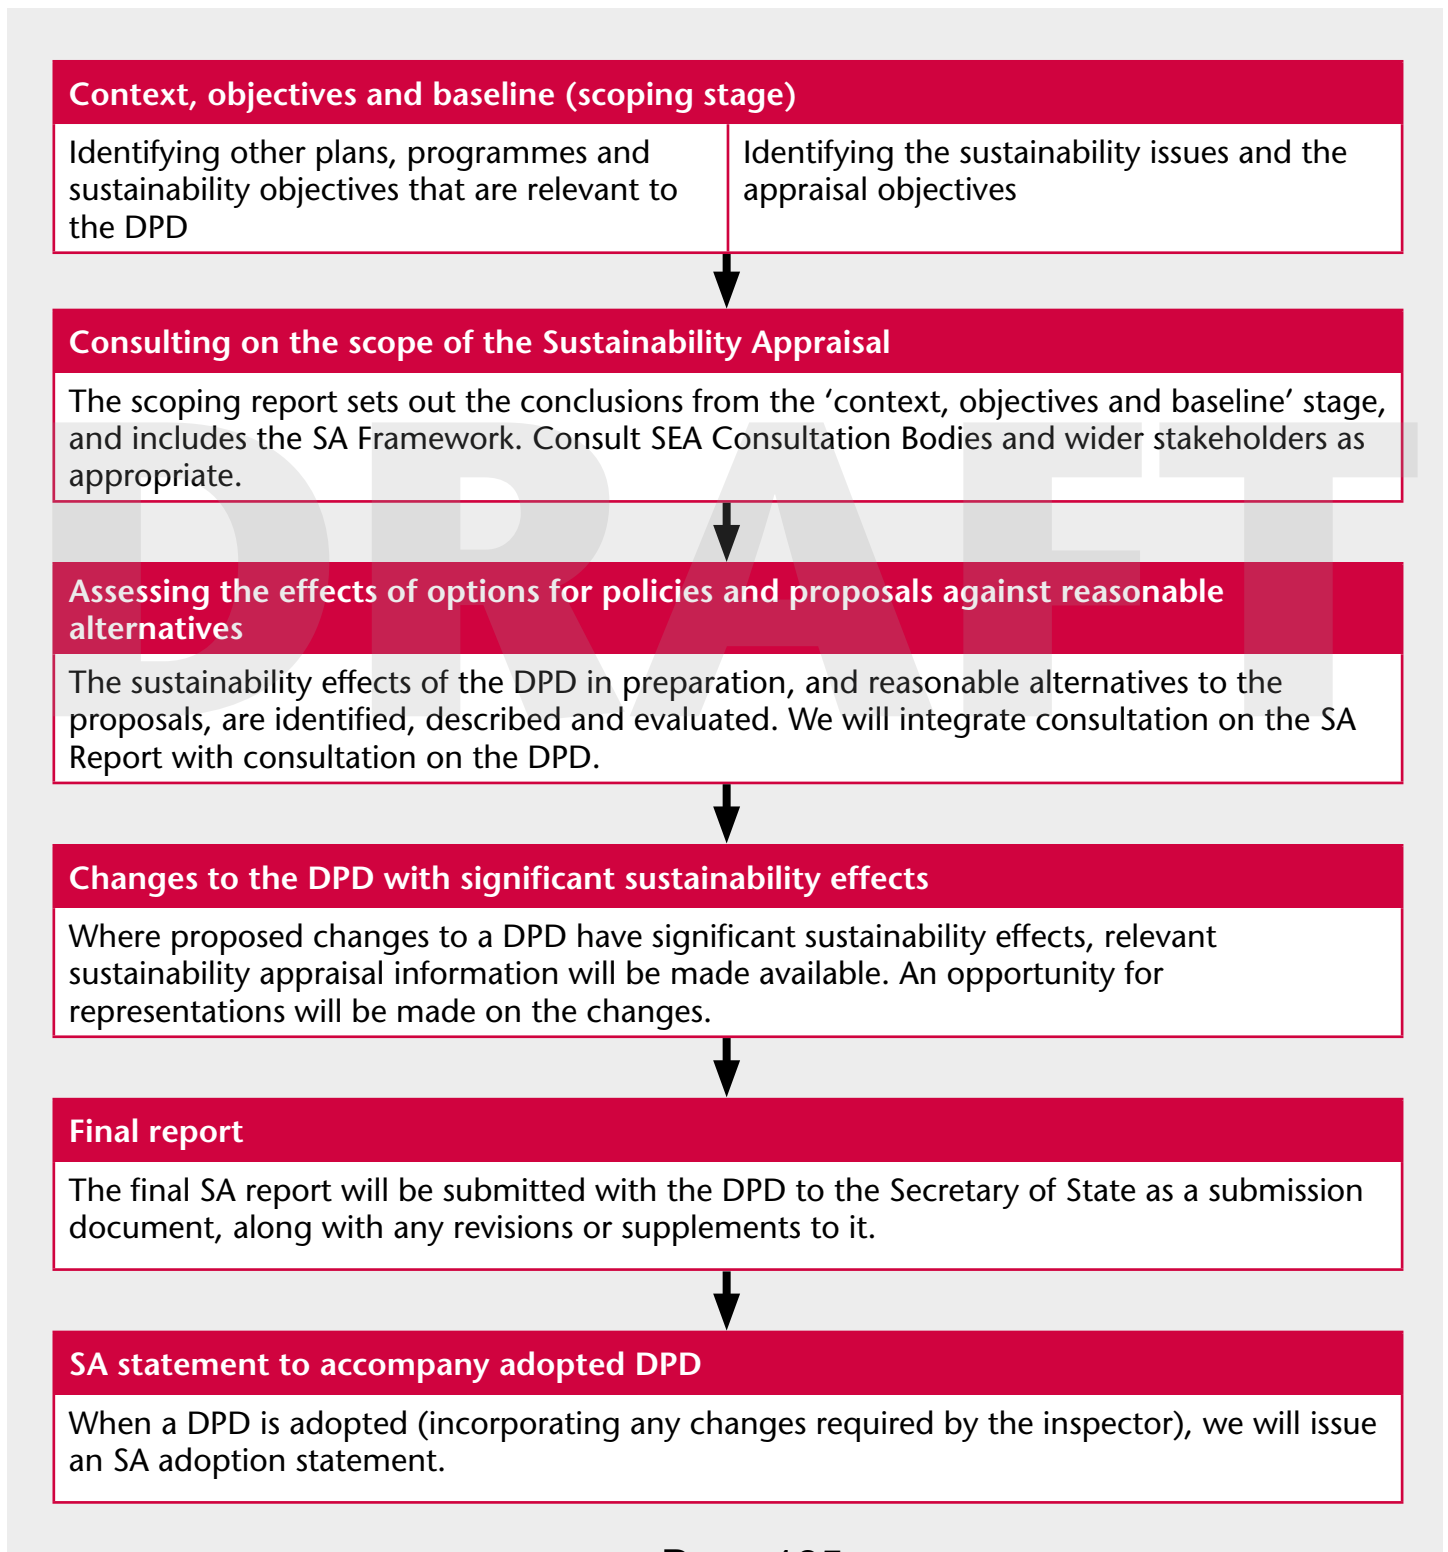 Context, objectives and baseline (scoping stage)
Identifying other plans, programmes and
sustainability objectives that are relevant to
the DPD
Identifying the sustainability issues and the
appraisal objectives
Consulting on the scope of the Sustainability Appraisal
The scoping report sets out the conclusions from the ‘context, objectives and baseline’ stage,
and includes the SA Framework. Consult SEA Consultation Bodies and wider stakeholders as
appropriate.
DRAFT
Assessing the effects of options for policies and proposals against reasonable
alternatives
The sustainability effects of the DPD in preparation, and reasonable alternatives to the
proposals, are identified, described and evaluated. We will integrate consultation on the SA
Report with consultation on the DPD.
Changes to the DPD with significant sustainability effects
Where proposed changes to a DPD have significant sustainability effects, relevant
sustainability appraisal information will be made available. An opportunity for
representations will be made on the changes.
Final report
The final SA report will be submitted with the DPD to the Secretary of State as a submission
document, along with any revisions or supplements to it.
SA statement to accompany adopted DPD
When a DPD is adopted (incorporating any changes required by the inspector), we will issue
an SA adoption statement.